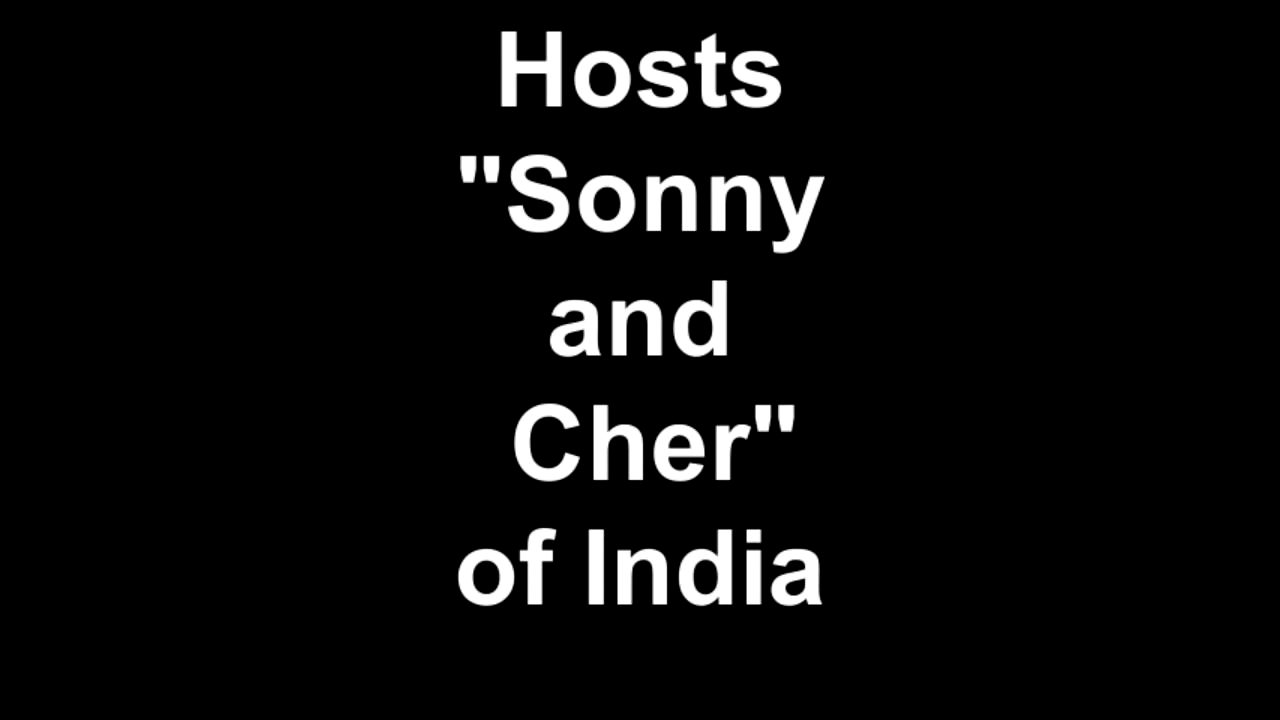 Hosts
"Sonny
and
Cher"
of India